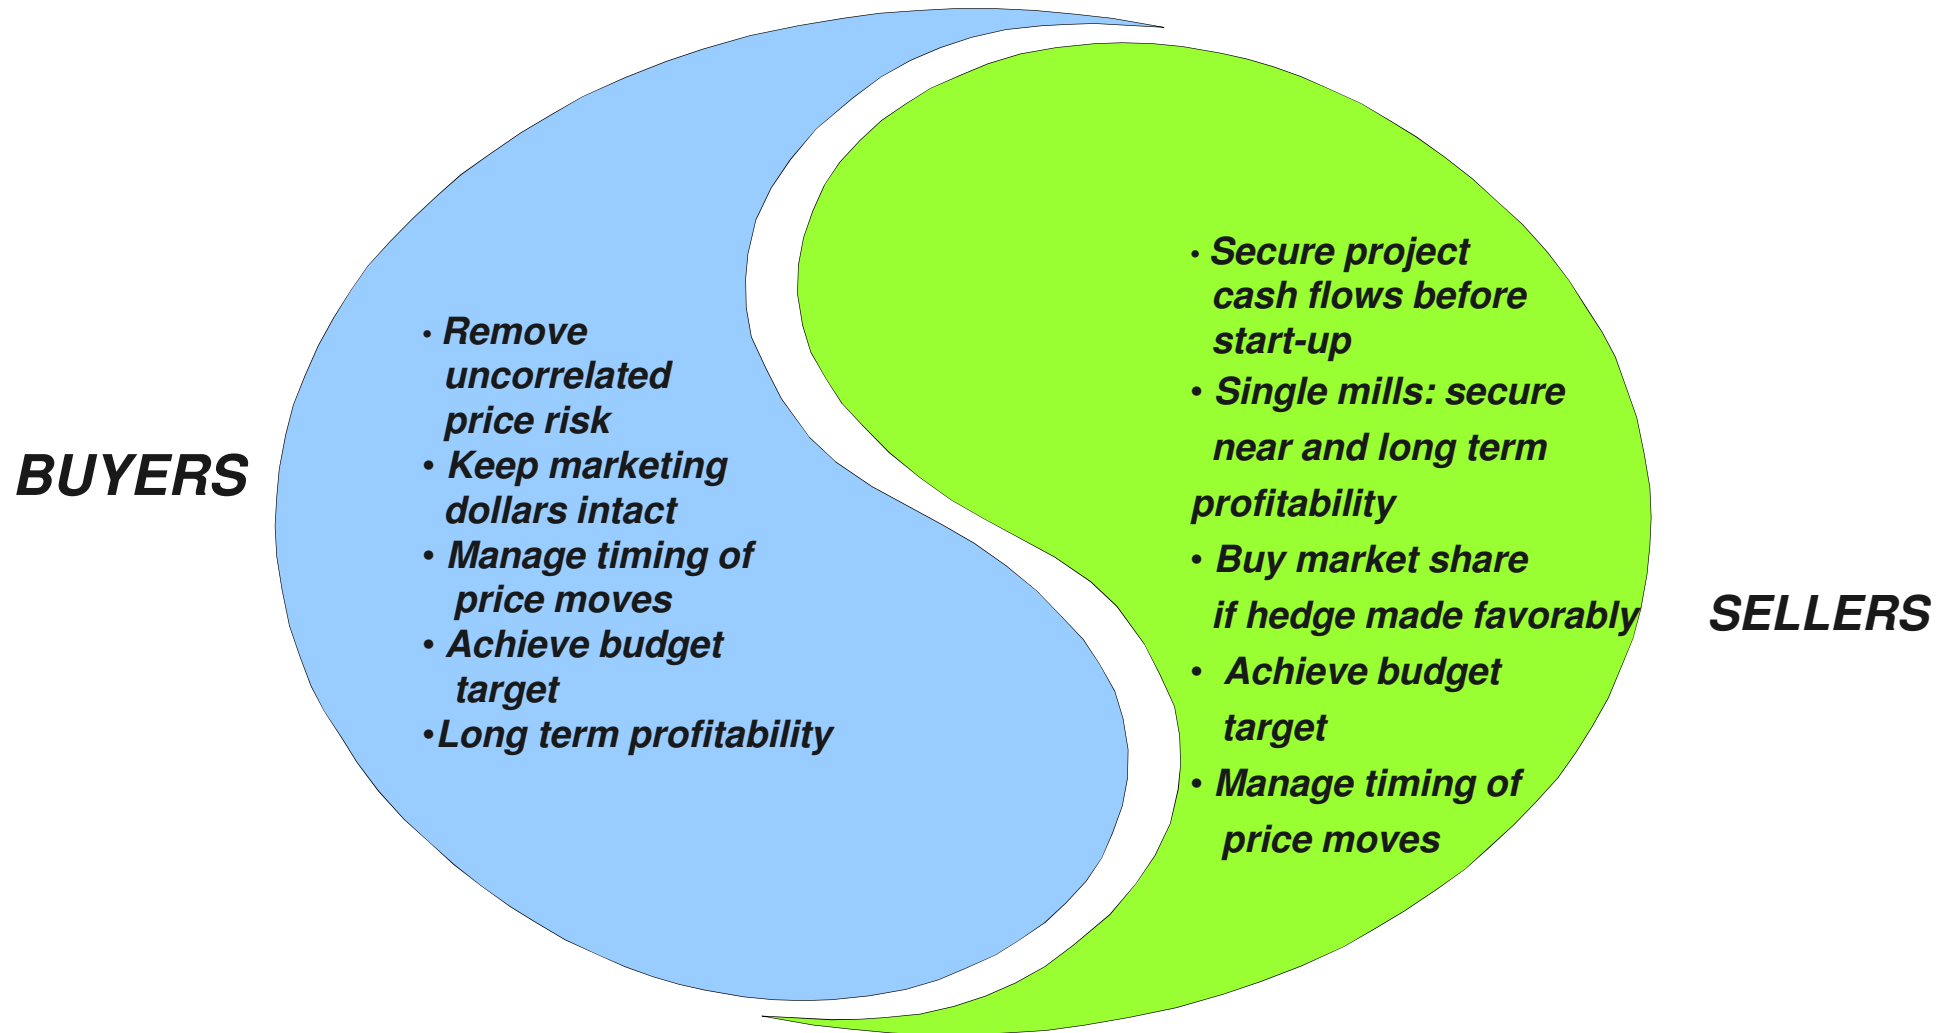 BUYERS
• Remove
uncorrelated
price risk
• Keep marketing
dollars intact
• Manage timing of
price moves
• Achieve budget
target
•Long term profitability
• Secure project
cash flows before
start-up
• Single mills: secure
near and long term
profitability
• Buy market share
if hedge made favorably
• Achieve budget
target
• Manage timing of
price moves
SELLERS